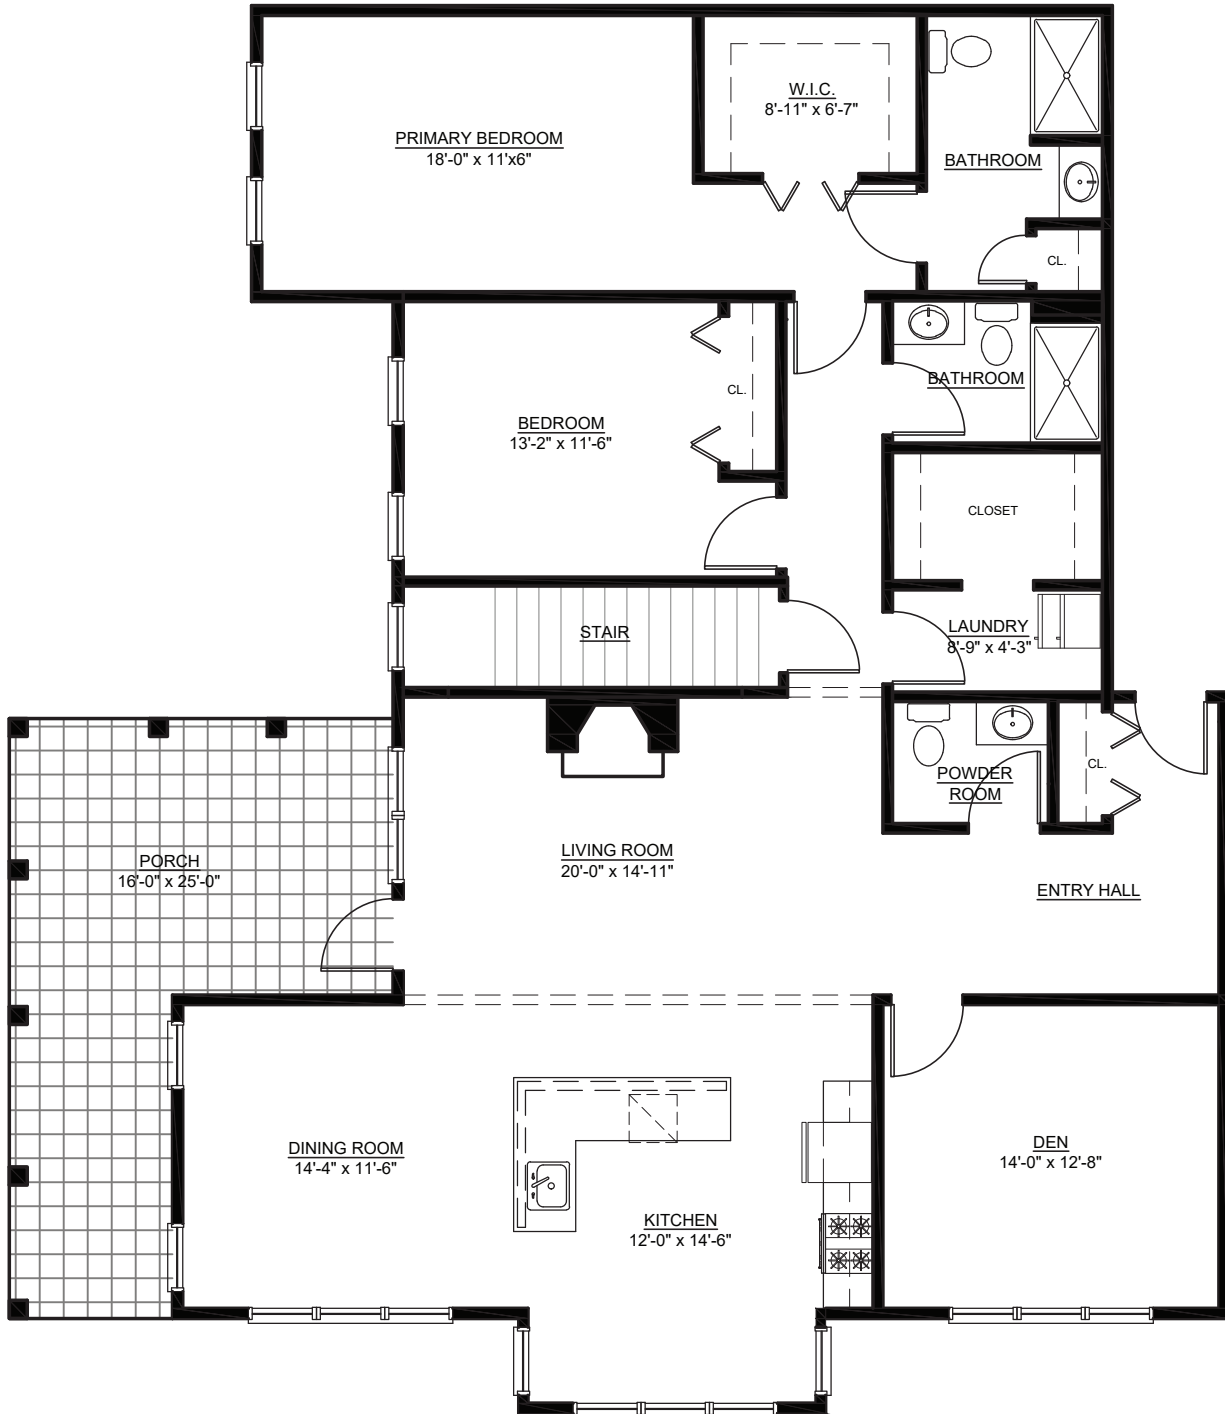 W.I.C.
8'-11" x 6'-7"
PRIMARY BEDROOM
18'-0" x 11'x6"
BATHROOM
CL.
BATHROOM
CL.
BEDROOM
13'-2" x 11'-6"
CLOSET
STAIR
LAUNDRY
8'-9" x 4'-3"
CL.
POWDER
ROOM
LIVING ROOM
20'-0" x 14'-11"
PORCH
16'-0" x 25'-0"
ENTRY HALL
DINING ROOM
14'-4" x 11'-6"
DEN
14'-0" x 12'-8"
KITCHEN
12'-0" x 14'-6"